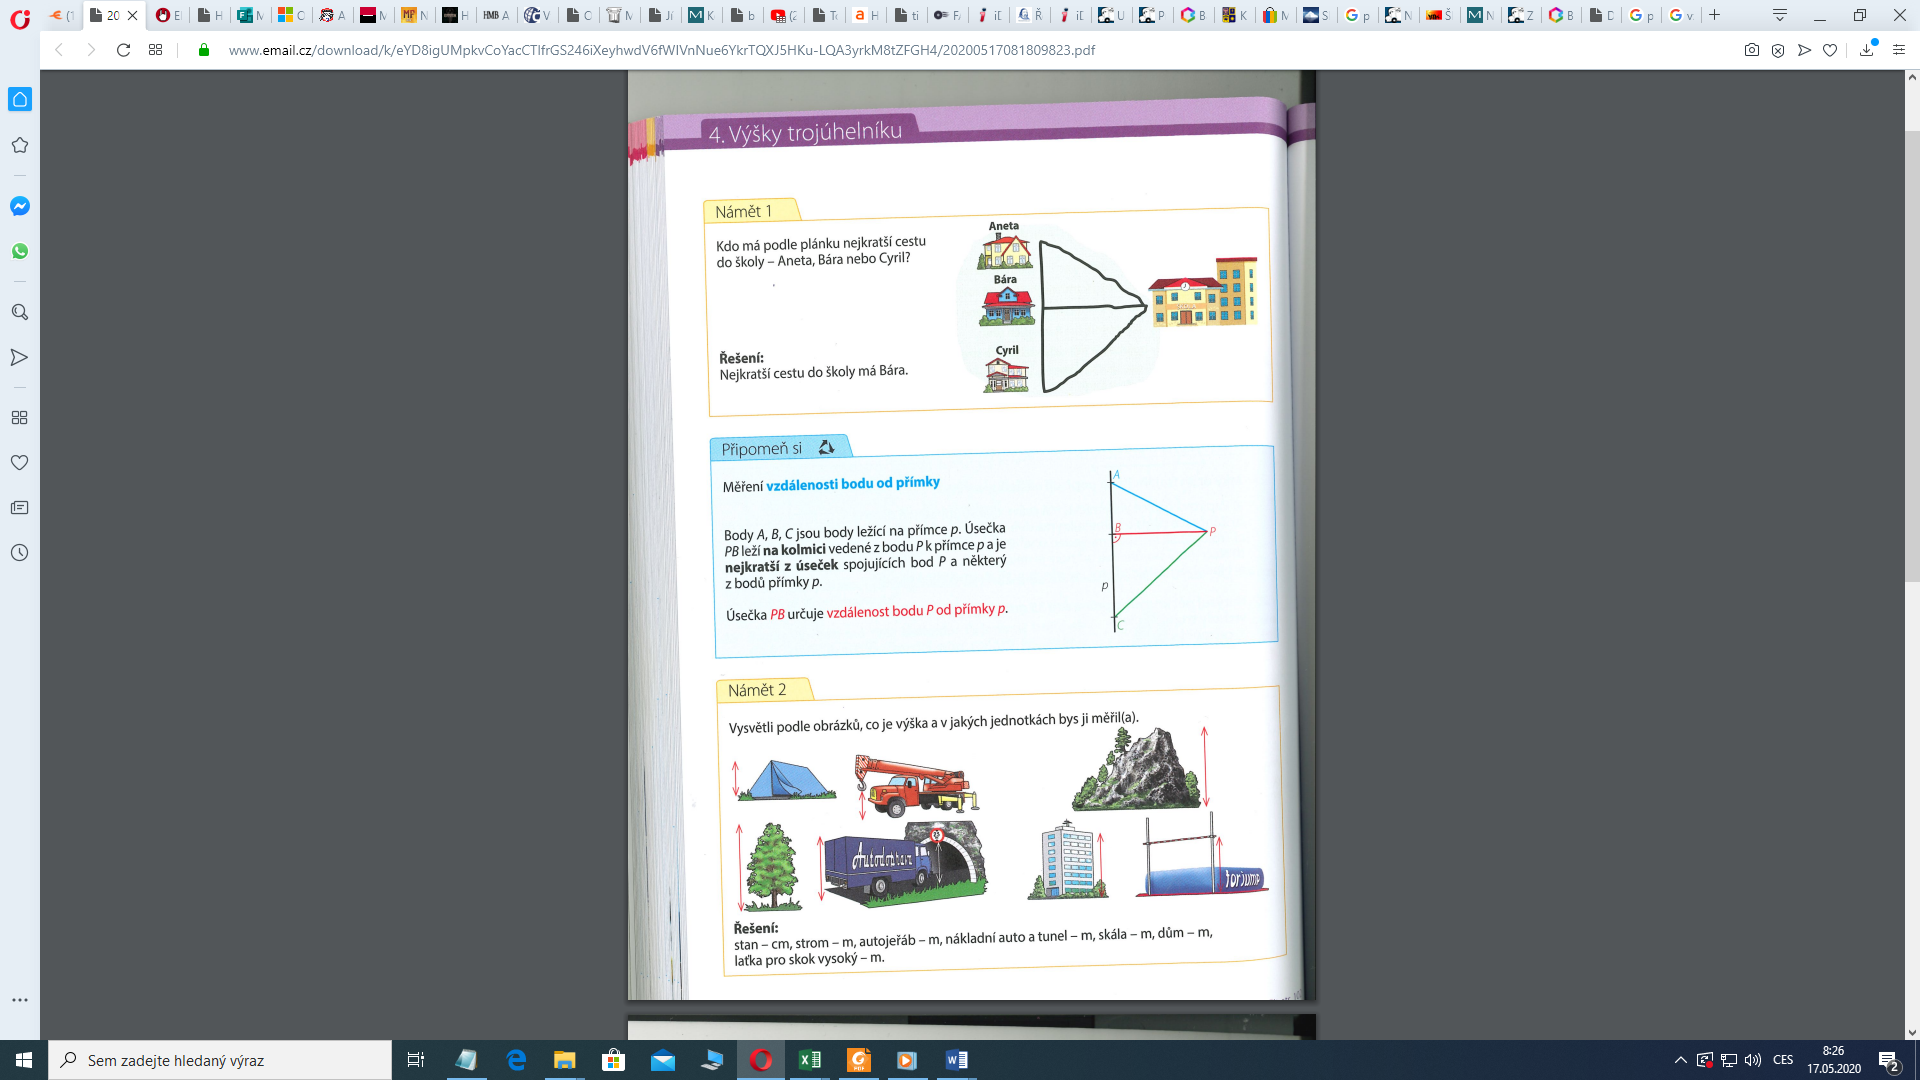 www.email.cz/download/k/eYD8igUMpkvCoYacCTlfrGS246iXeyhwdV6fWIVnNue6YkrTQXJ5HKu-LQA3yrkM8tZFGH4/20200517081809823.pdf
4. Výšky trojúhelníku
Námět 1
Kdo má podle plánku nejkratší cestu
do školy – Aneta, Bára nebo Cyril?
Aneta
Bára
Cyril
Řešení:
Nejkratší cestu do školy má Bára.
Připomeň si
Měření vzdálenosti bodu od přímky
Body A, B, C jsou body ležící na přímce p. Úsečka
PB leží na kolmici vedené z bodu P k přímce p a je
nejkratší z úseček spojujících bod P a některý
z bodů přímky p.
Úsečka PB určuje vzdálenost bodu P od přímky p.
A
B
P
p
C
Námět 2
Vysvětli podle obrázků, co je výška a v jakých jednotkách bys ji měřil(a).
Autodoprava
Řešení:
stan – cm, strom – m, autojeřáb – m, nákladní auto a tunel – m, skála – m, dům – m,
laťka pro skok vysoký – m.
Sem zadejte hledaný výraz
CES
8:26
17.05.2020
2